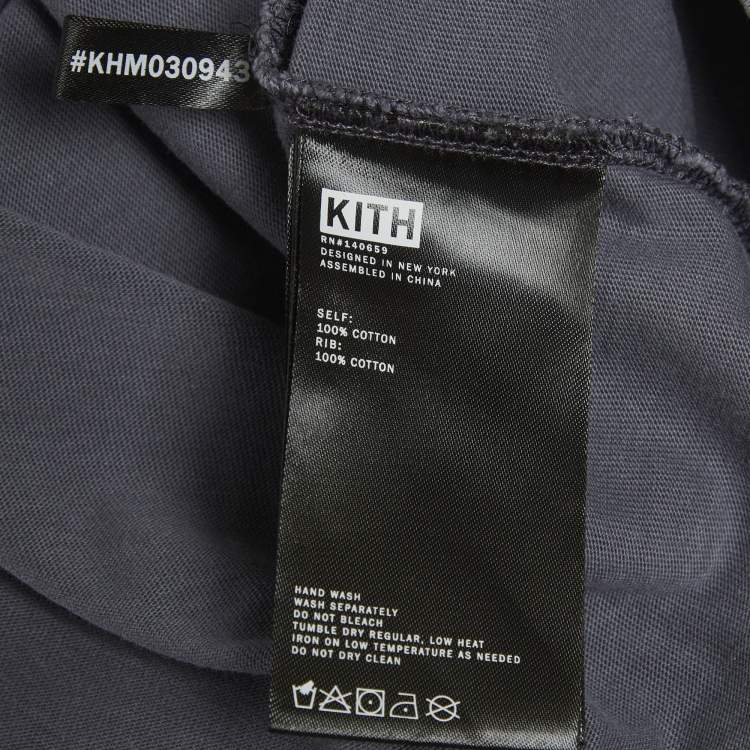 #KHM030943
KITH
RN#140659
DESIGNED IN NEW YORK
ASSEMBLED IN CHINA
SELF:
100% COTTON
RIB:
100% COTTON
HAND WASH
WASH SEPARATELY
DO NOT BLEACH
TUMBLE DRY REGULAR, LOW HEAT
IRON ON LOW TEMPERATURE AS NEEDED
DO NOT DRY CLEAN